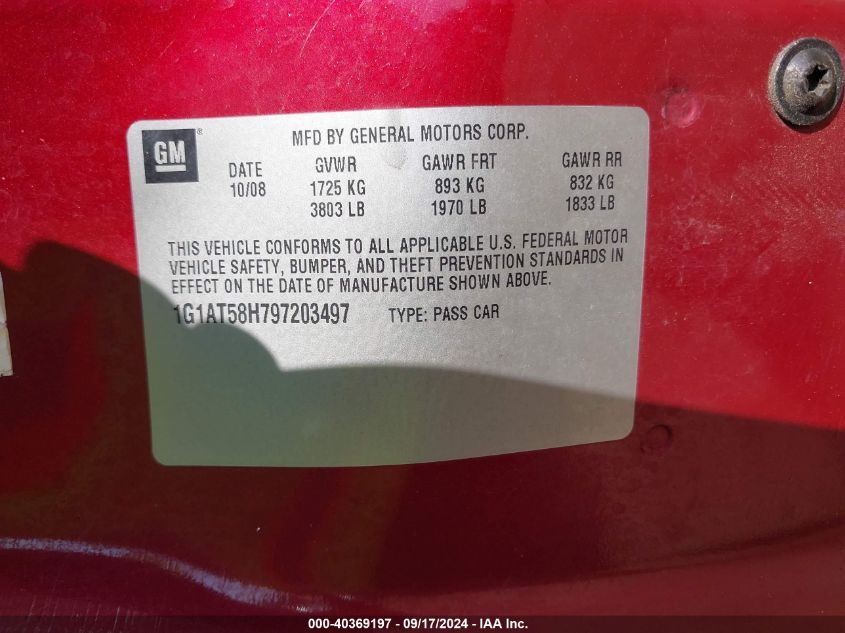 MFD BY GENERAL MOTORS CORP.
GM®
DATE GVWR GAWR FRT GAWR RR
10/08 1725 KG 893 KG 832 KG
3803 LB 1970 LB 1833 LB
THIS VEHICLE CONFORMS TO ALL APPLICABLE U.S. FEDERAL MOTOR
VEHICLE SAFETY, BUMPER, AND THEFT PREVENTION STANDARDS IN
EFFECT ON THE DATE OF MANUFACTURE SHOWN ABOVE.
1G1AT58H797203497 TYPE: PASS CAR
000-40369197 - 09/17/2024 - IAA Inc.